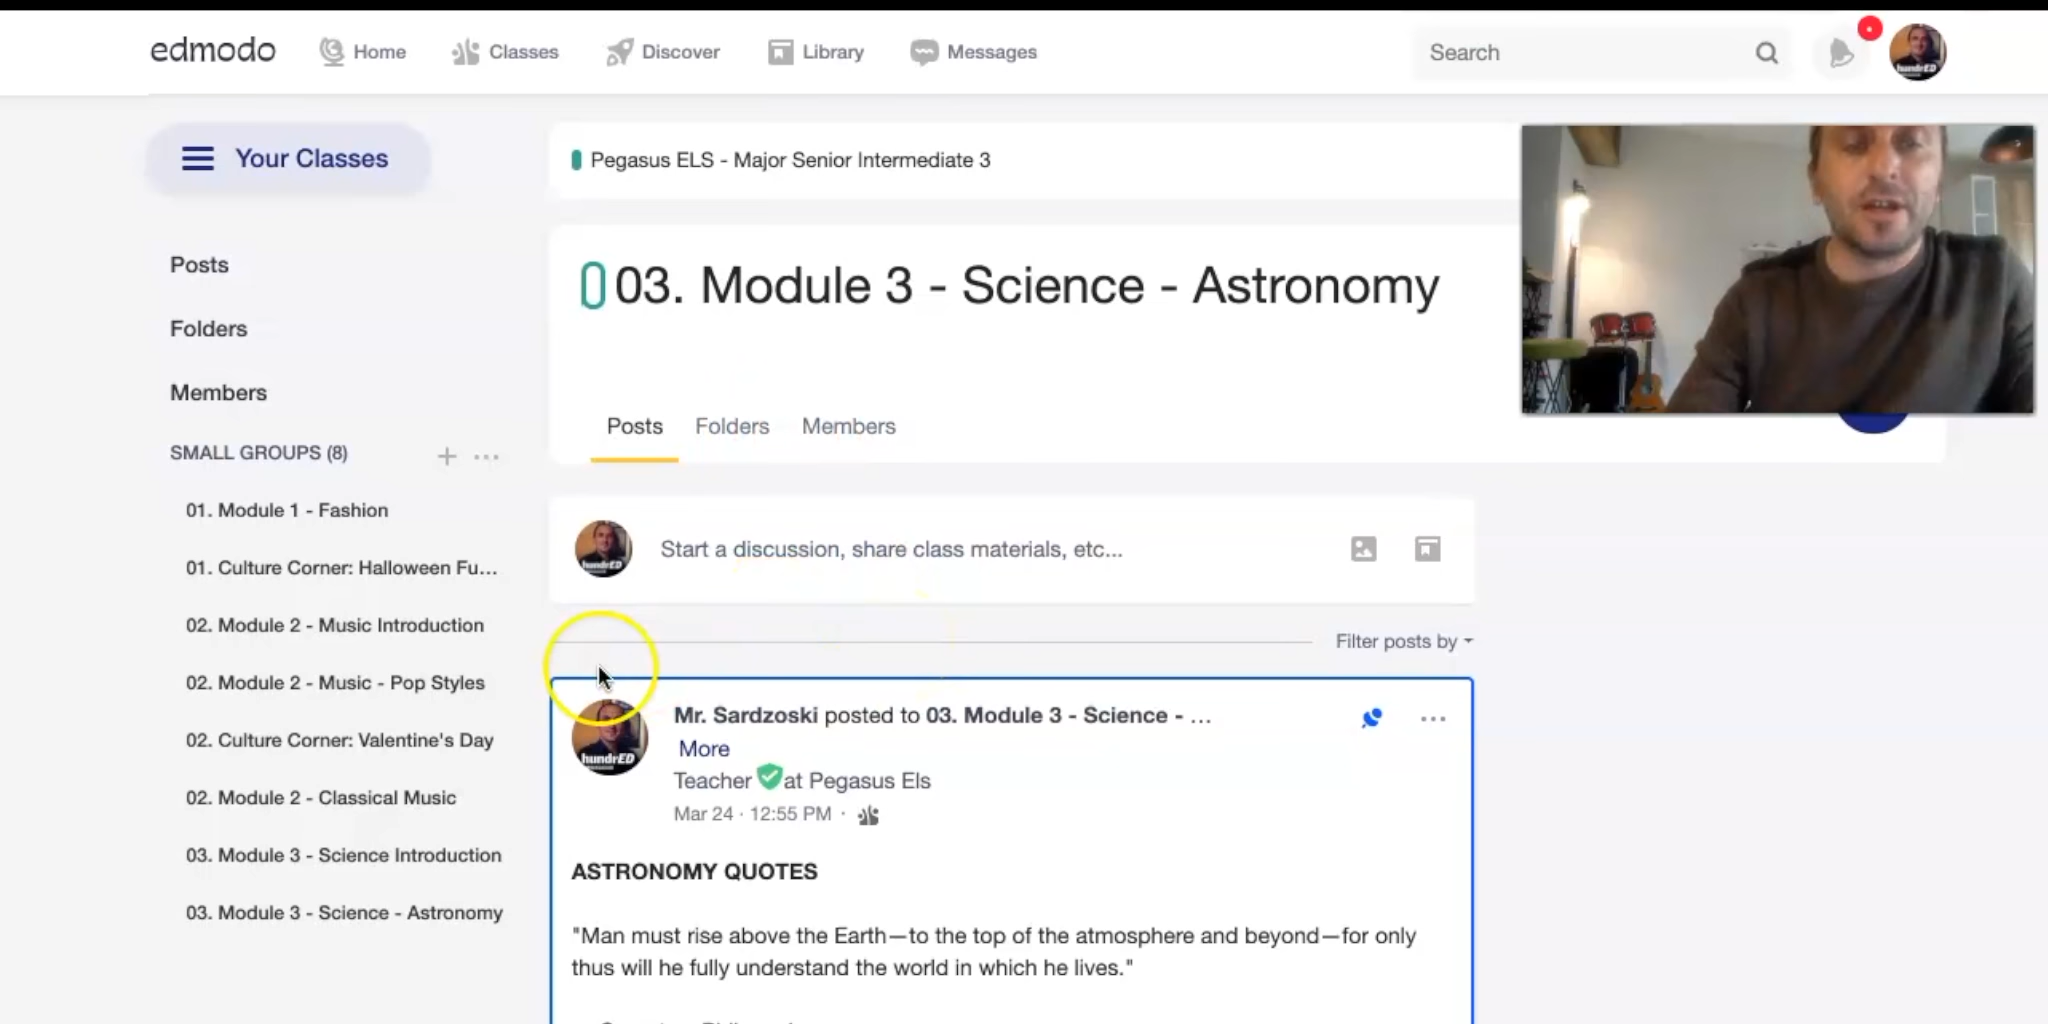 edmodo
Home
Classes
Discover
Library
Messages
Search
Your Classes
Pegasus ELS - Major Senior Intermediate 3
03. Module 3 - Science - Astronomy
Posts
Folders
Members
Posts
Folders
Members
SMALL GROUPS (8)
01. Module 1 - Fashion
01. Culture Corner: Halloween Fu...
02. Module 2 - Music Introduction
02. Module 2 - Music - Pop Styles
02. Culture Corner: Valentine's Day
02. Module 2 - Classical Music
03. Module 3 - Science Introduction
03. Module 3 - Science - Astronomy
hundrED
Start a discussion, share class materials, etc...
Filter posts by
hundrED
Mr. Sardzoski posted to 03. Module 3 - Science - ...
More
Teacher at Pegasus Els
Mar 24 · 12:55 PM ·
ASTRONOMY QUOTES
"Man must rise above the Earth—to the top of the atmosphere and beyond—for only
thus will he fully understand the world in which he lives."